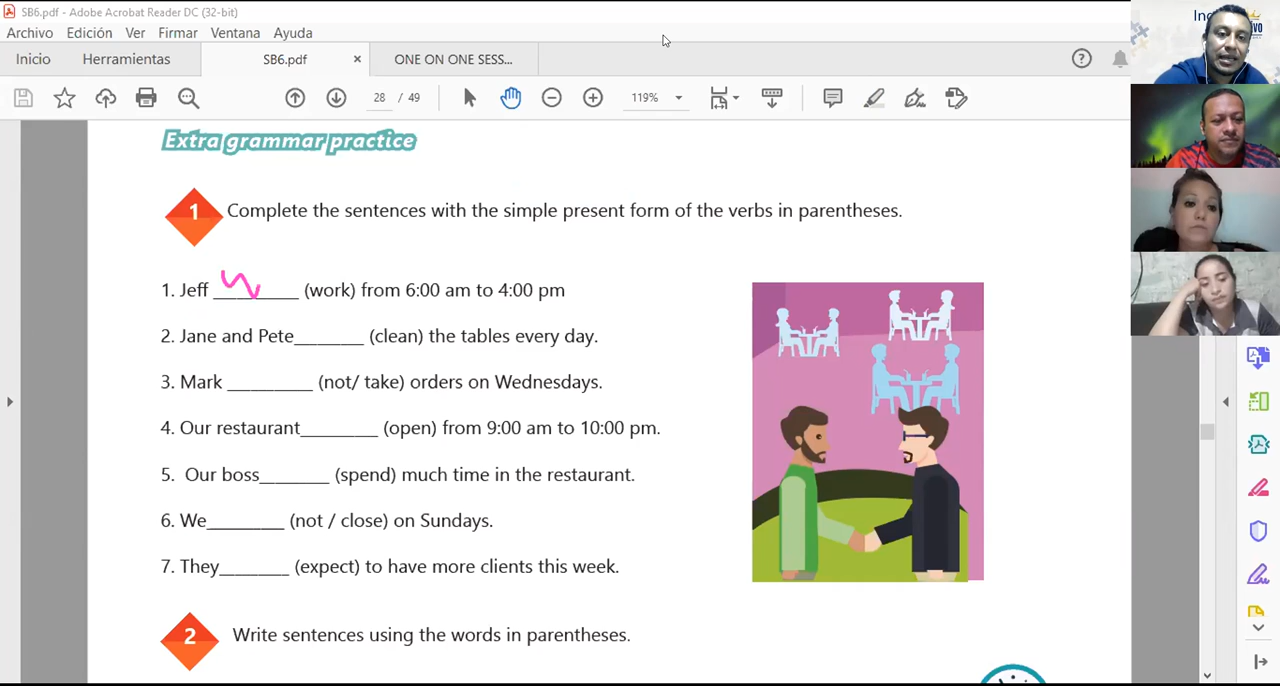 SB6.pdf - Adobe Acrobat Reader DC (32-bit)
Archivo Edición Ver Firmar Ventana Ayuda
Inicio Herramientas SB6.pdf × ONE ON ONE SESS...
28 / 49 119%
Extra grammar practice
1 Complete the sentences with the simple present form of the verbs in parentheses.
1. Jeff _________ (work) from 6:00 am to 4:00 pm
2. Jane and Pete_______ (clean) the tables every day.
3. Mark _________ (not/ take) orders on Wednesdays.
4. Our restaurant________ (open) from 9:00 am to 10:00 pm.
5. Our boss________ (spend) much time in the restaurant.
6. We________ (not / close) on Sundays.
7. They_______ (expect) to have more clients this week.
2 Write sentences using the words in parentheses.